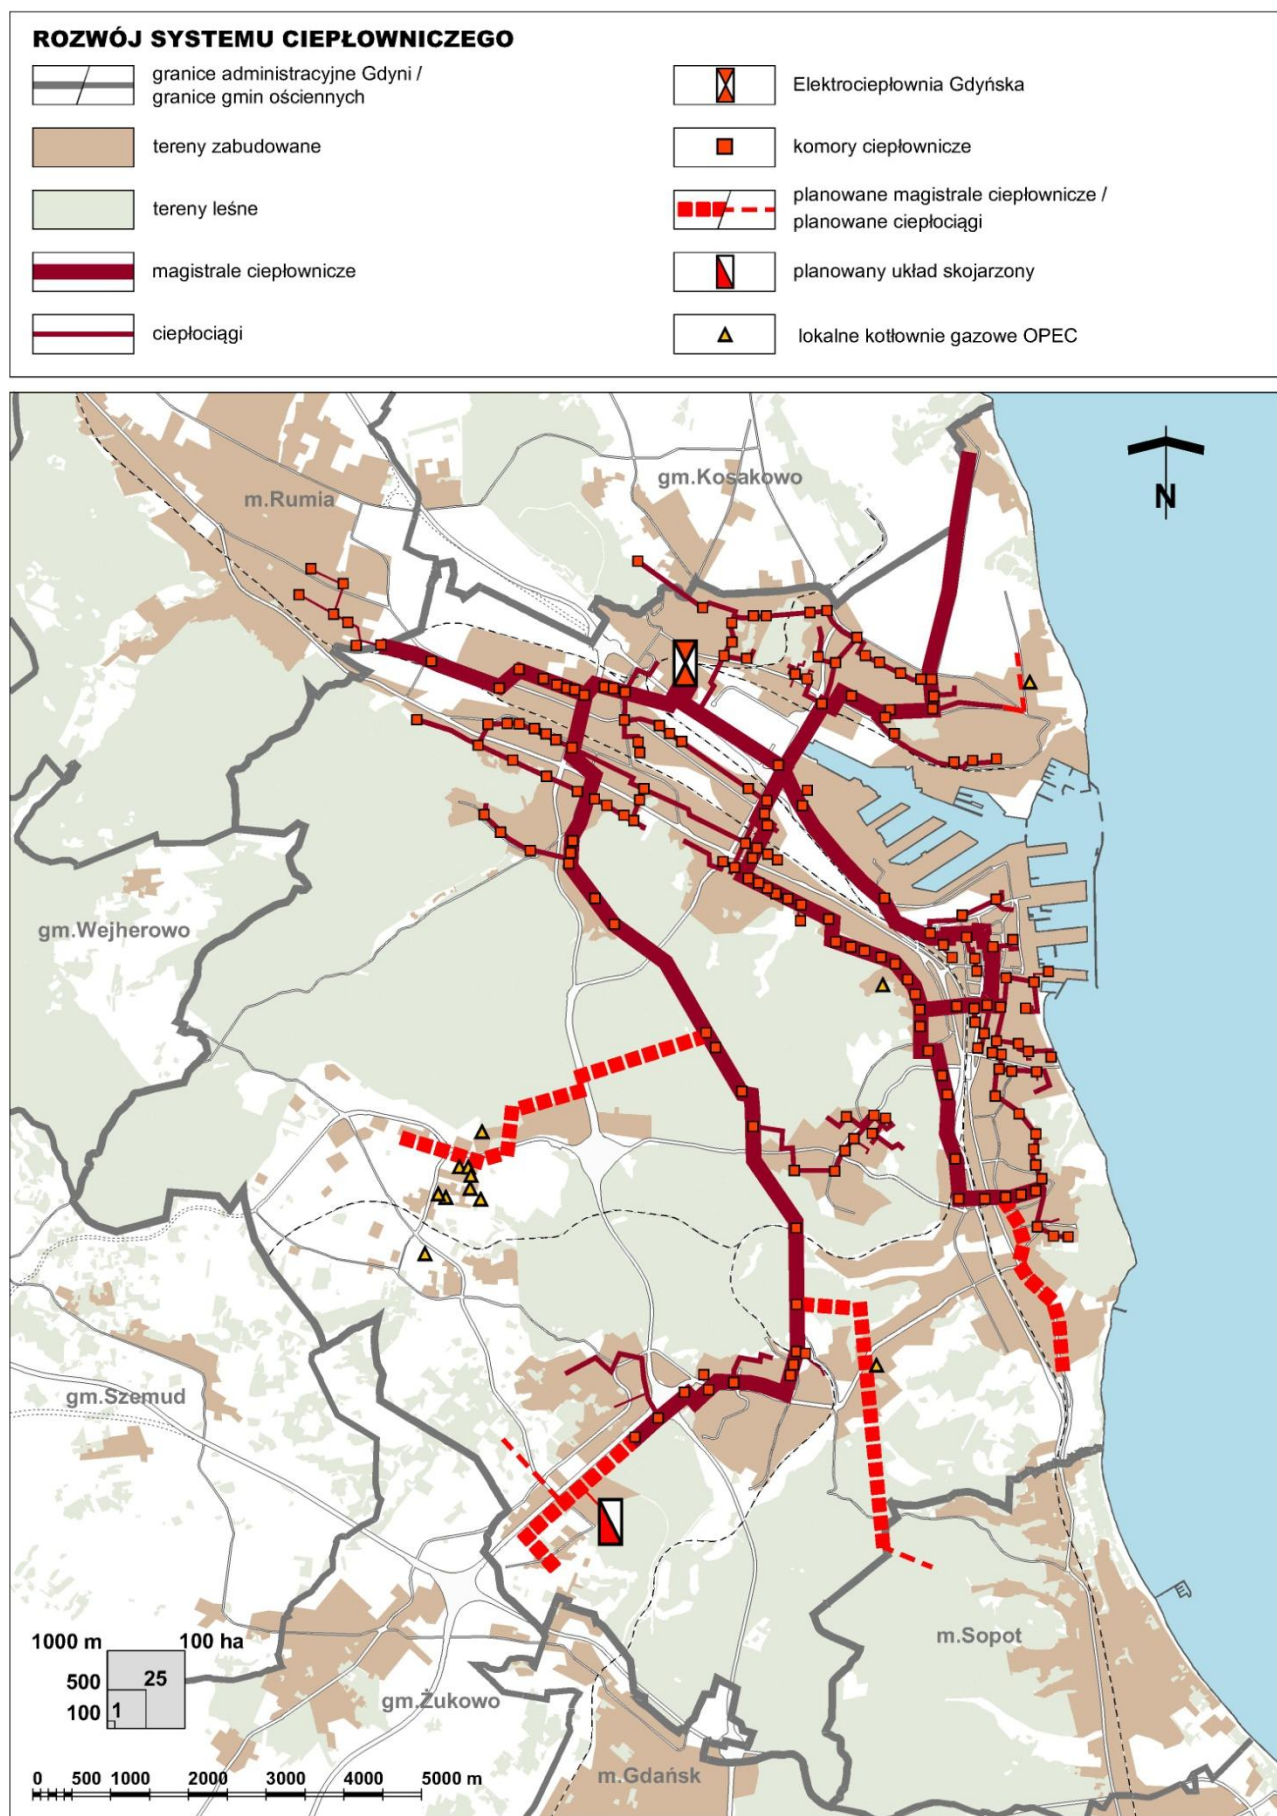 ROZWÓJ SYSTEMU CIEPŁOWNICZEGO
granice administracyjne Gdyni /
granice gmin ościennych
tereny zabudowane
tereny leśne
magistrale ciepłownicze
ciepłociągi
Elektrociepłownia Gdyńska
komory ciepłownicze
planowane magistrale ciepłownicze /
planowane ciepłociągi
planowany układ skojarzony
lokalne kotłownie gazowe OPEC
gm.Kosakowo
m.Rumia
N
gm.Wejherowo
gm.Szemud
m.Sopot
gm.Żukowo
m.Gdańsk
1000 m 100 ha
500 25
100 1
0 500 1000 2000 3000 4000 5000 m